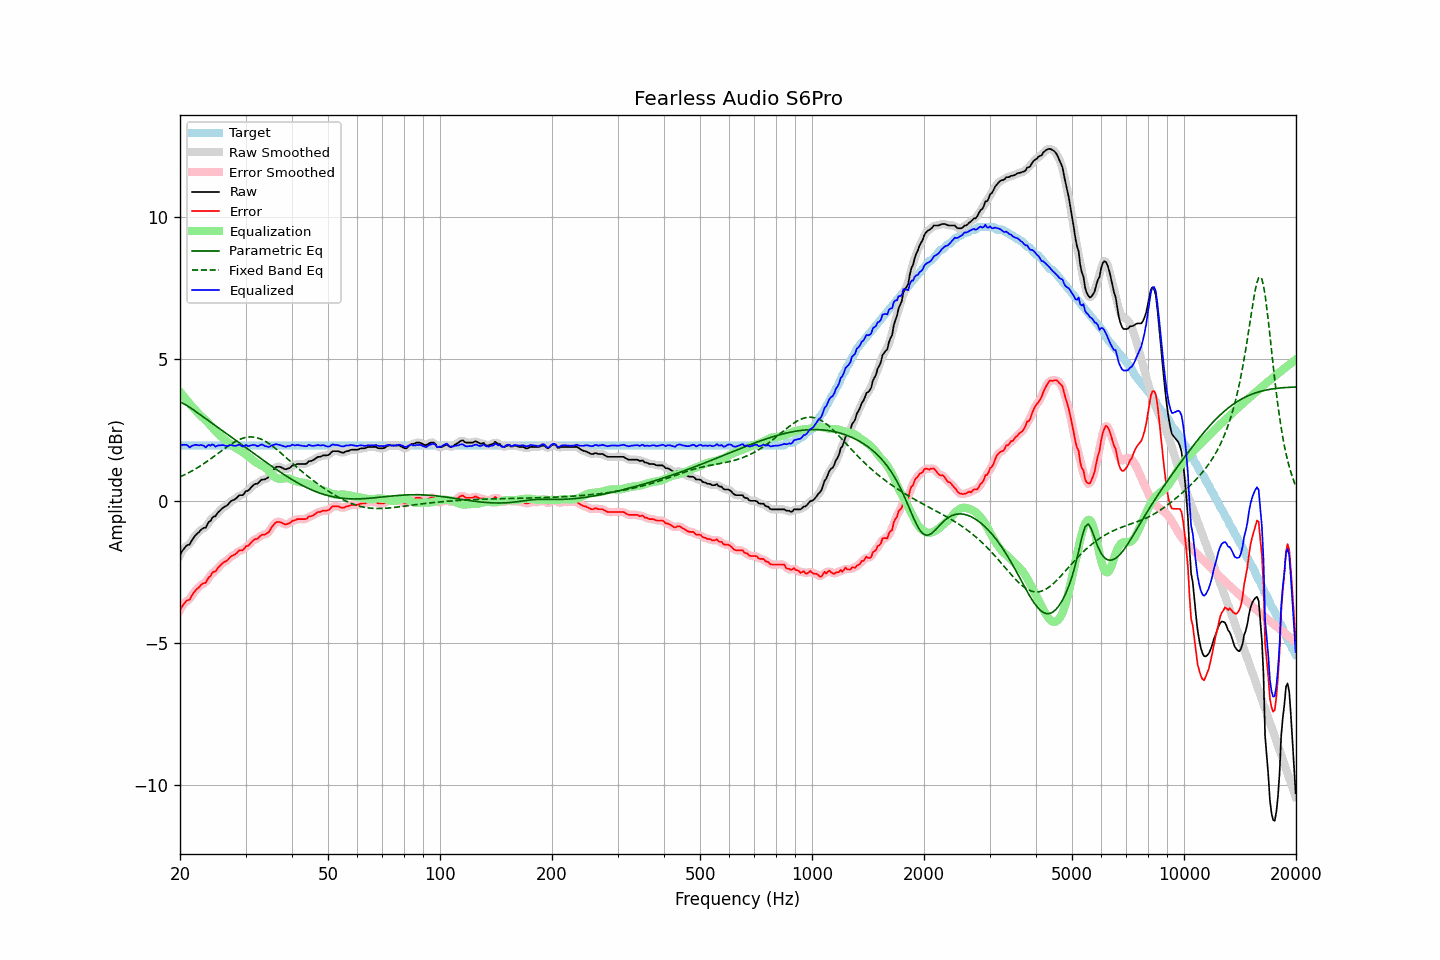 Fearless Audio S6Pro
Target
Raw Smoothed
Error Smoothed
Raw
Error
Equalization
Parametric Eq
Fixed Band Eq
Equalized
Amplitude (dBr)
10
5
0
−5
−10
20
50
100
200
500
1000
2000
5000
10000
20000
Frequency (Hz)